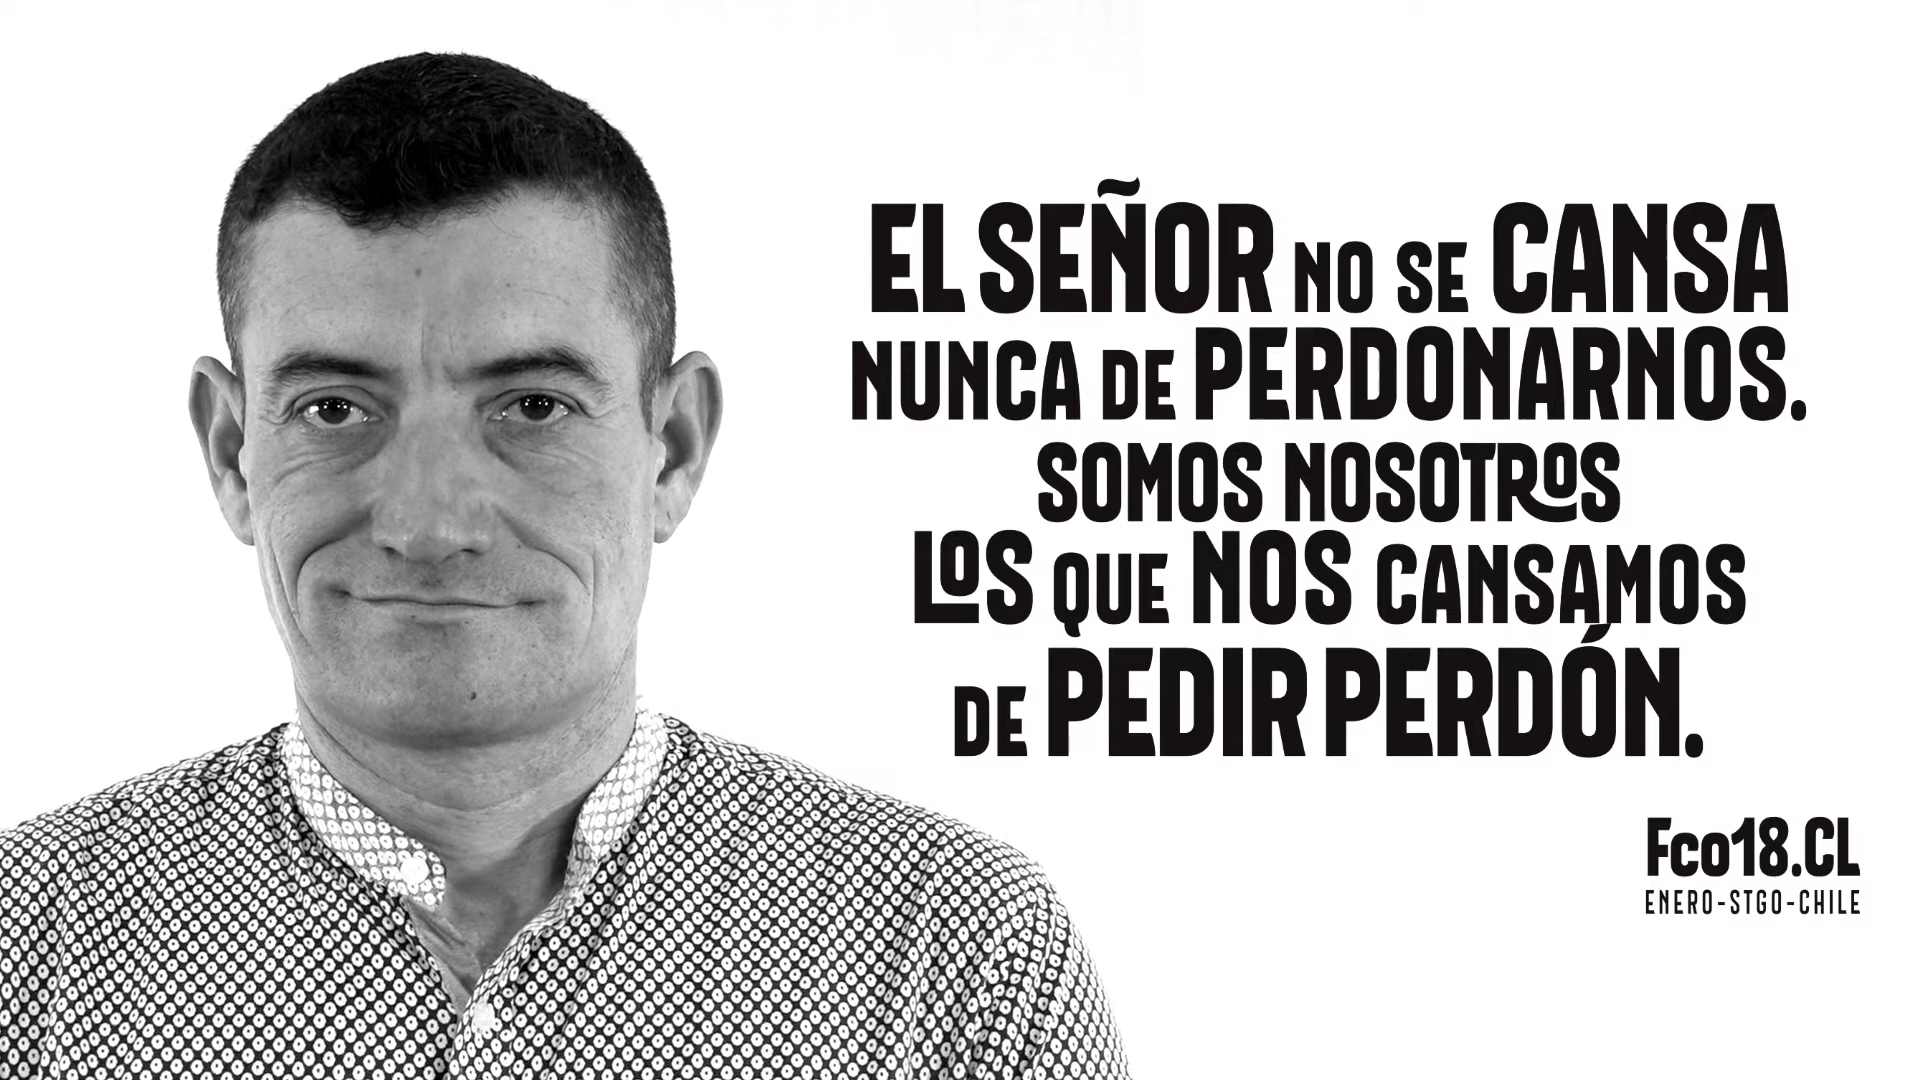 EL SEÑOR NO SE CANSA
NUNCA DE PERDONARNOS.
SOMOS NOSOTROS
LOS QUE NOS CANSAMOS
DE PEDIR PERDÓN.
Fco18.CL
ENERO-STGO-CHILE